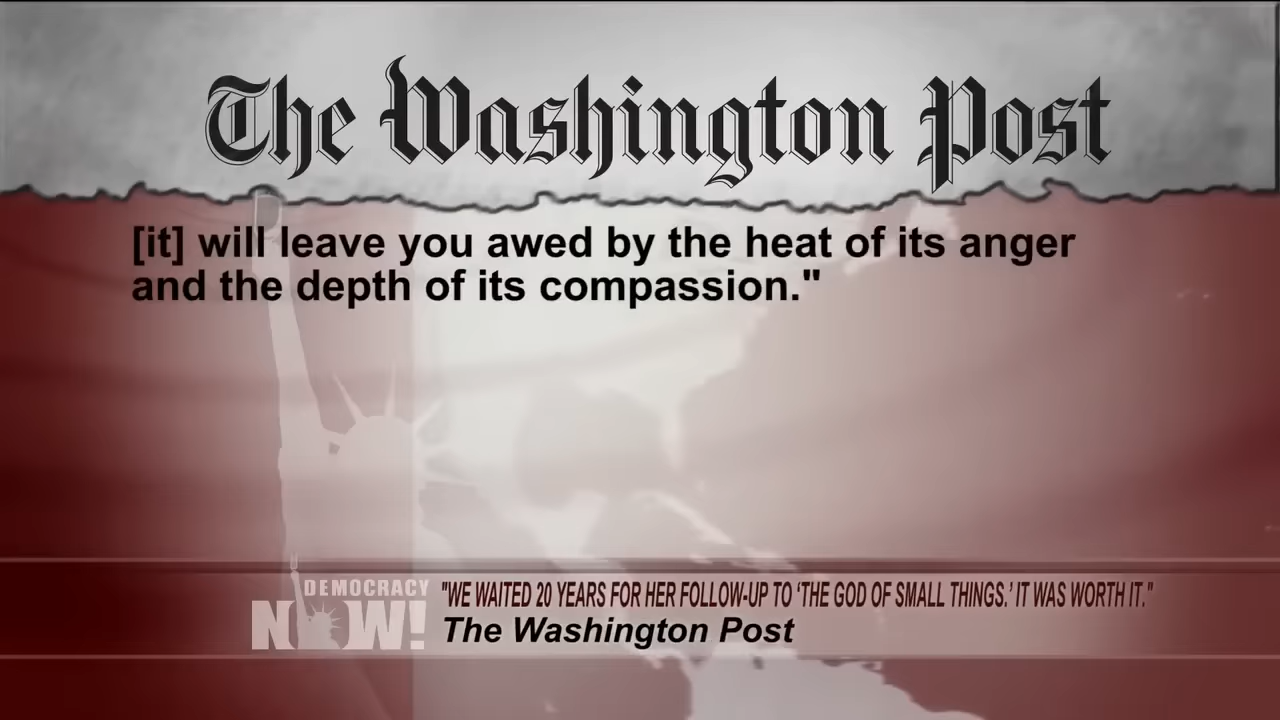 The Washington Post
[it] will leave you awed by the heat of its anger
and the depth of its compassion."
DEMOCRACY
NOW!
"WE WAITED 20 YEARS FOR HER FOLLOW-UP TO 'THE GOD OF SMALL THINGS.' IT WAS WORTH IT."
The Washington Post